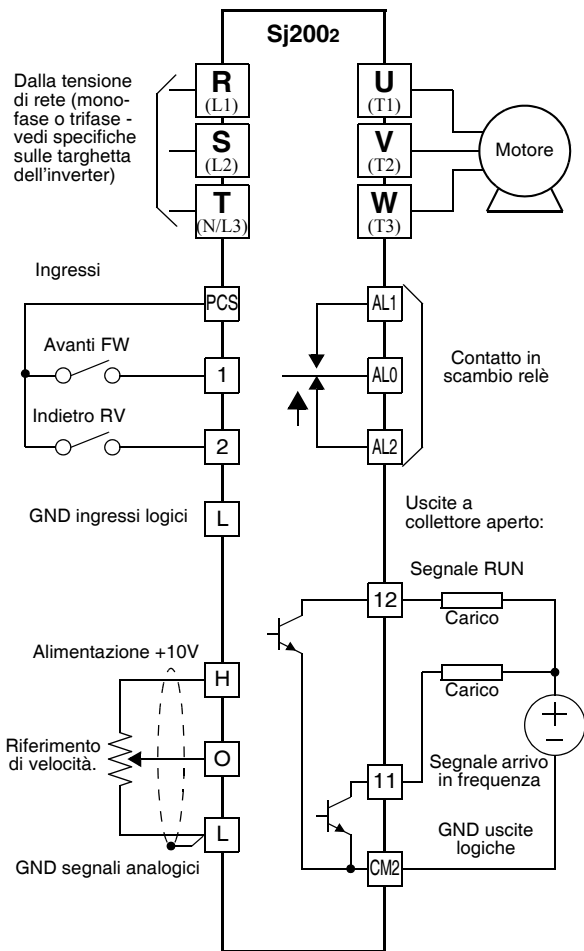 Sj2002
Dalla tensione
di rete (mono-
fase o trifase -
vedi specifiche
sulle targhetta
dell'inverter)
R
(L1)
S
(L2)
T
(N/L3)
U
(T1)
V
(T2)
W
(T3)
Motore
Ingressi
PCS
Avanti FW
1
Indietro RV
2
GND ingressi logici
L
AL1
AL0
AL2
Contatto in
scambio relè
Uscite a
collettore aperto:
Segnale RUN
12
Carico
Carico
+
–
Segnale arrivo
in frequenza
11
GND uscite
logiche
CM2
Alimentazione +10V
H
Riferimento
di velocità.
O
L
GND segnali analogici